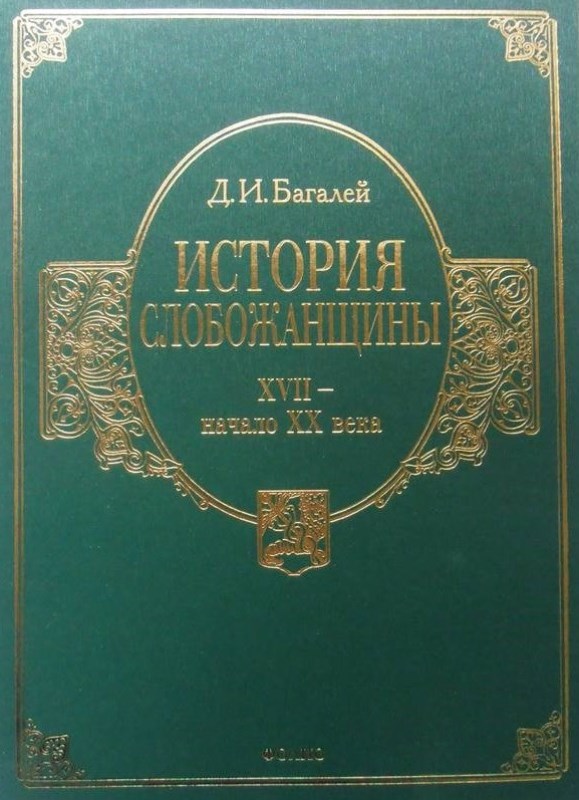 Д. И. Багалей
ИСТОРИЯ
СЛОБОЖАНЩИНЫ
XVII –
начало XX века
ФОЛИО